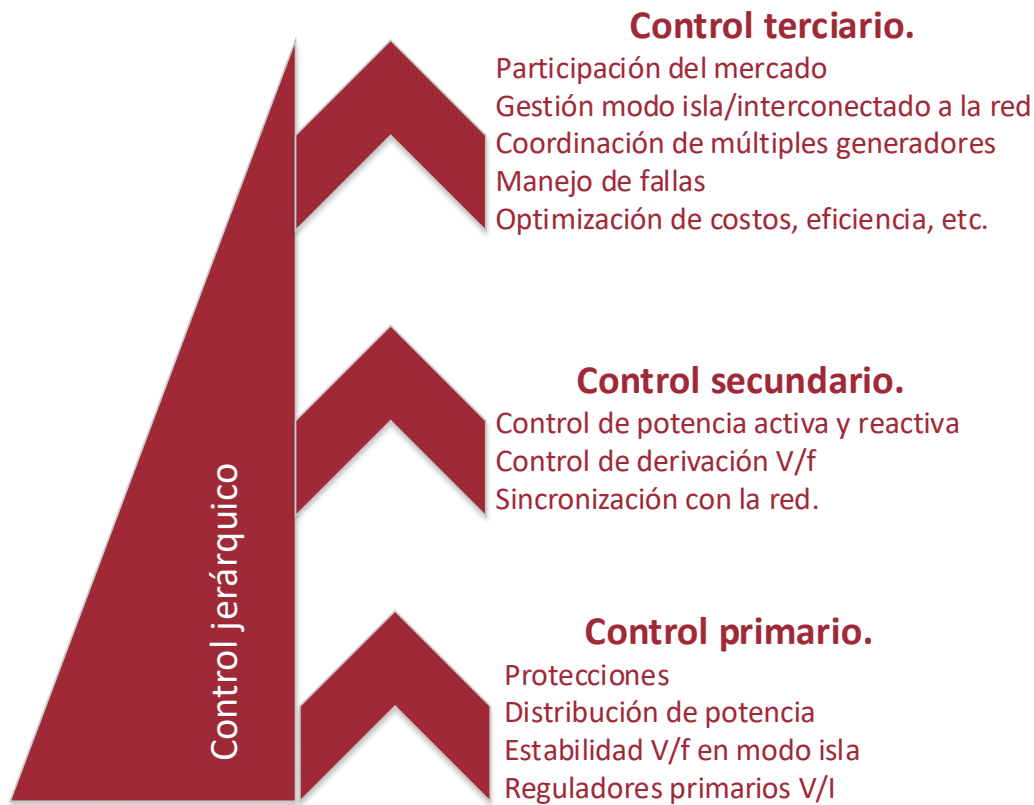 Control terciario.
Participación del mercado
Gestión modo isla/interconectado a la red
Coordinación de múltiples generadores
Manejo de fallas
Optimización de costos, eficiencia, etc.
Control secundario.
Control de potencia activa y reactiva
Control de derivación V/f
Sincronización con la red.
Control jerárquico
Control primario.
Protecciones
Distribución de potencia
Estabilidad V/f en modo isla
Reguladores primarios V/I